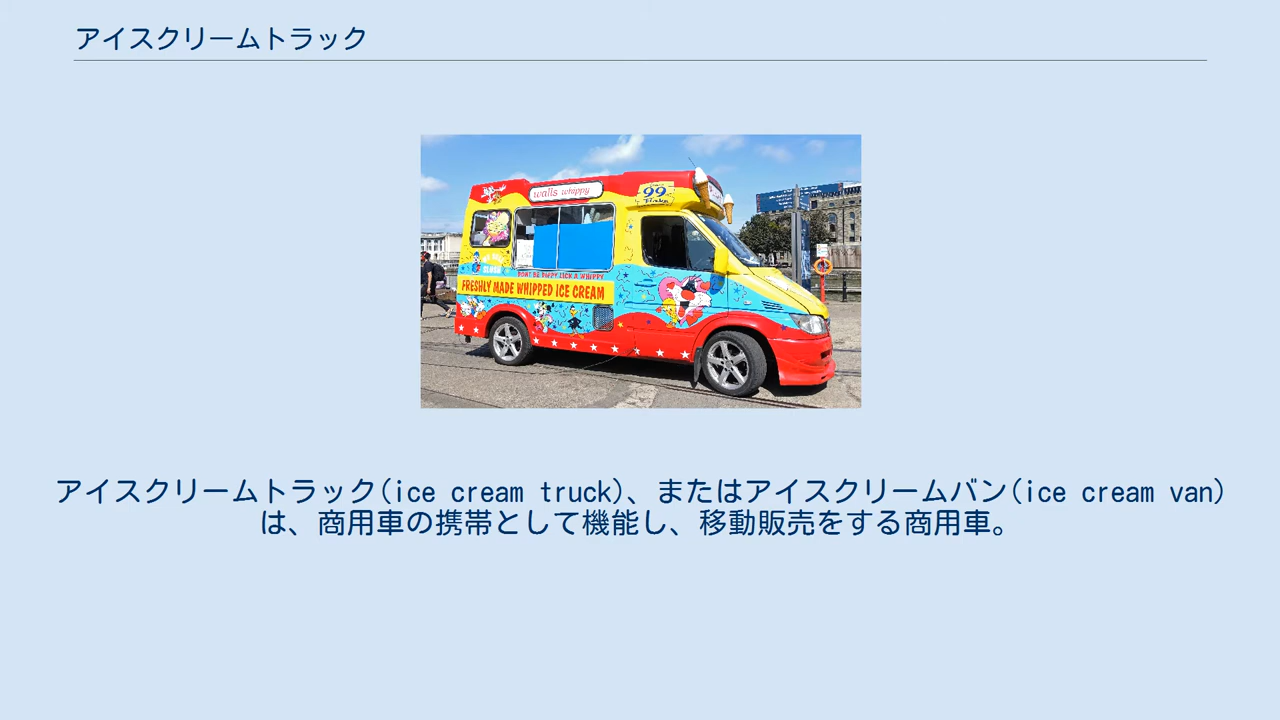 アイスクリームトラック
walls whippy
99
FRESHLY MADE WHIPPED ICE CREAM
アイスクリームトラック(ice cream truck)、またはアイスクリームバン(ice cream van)
は、商用車の携帯として機能し、移動販売をする商用車。